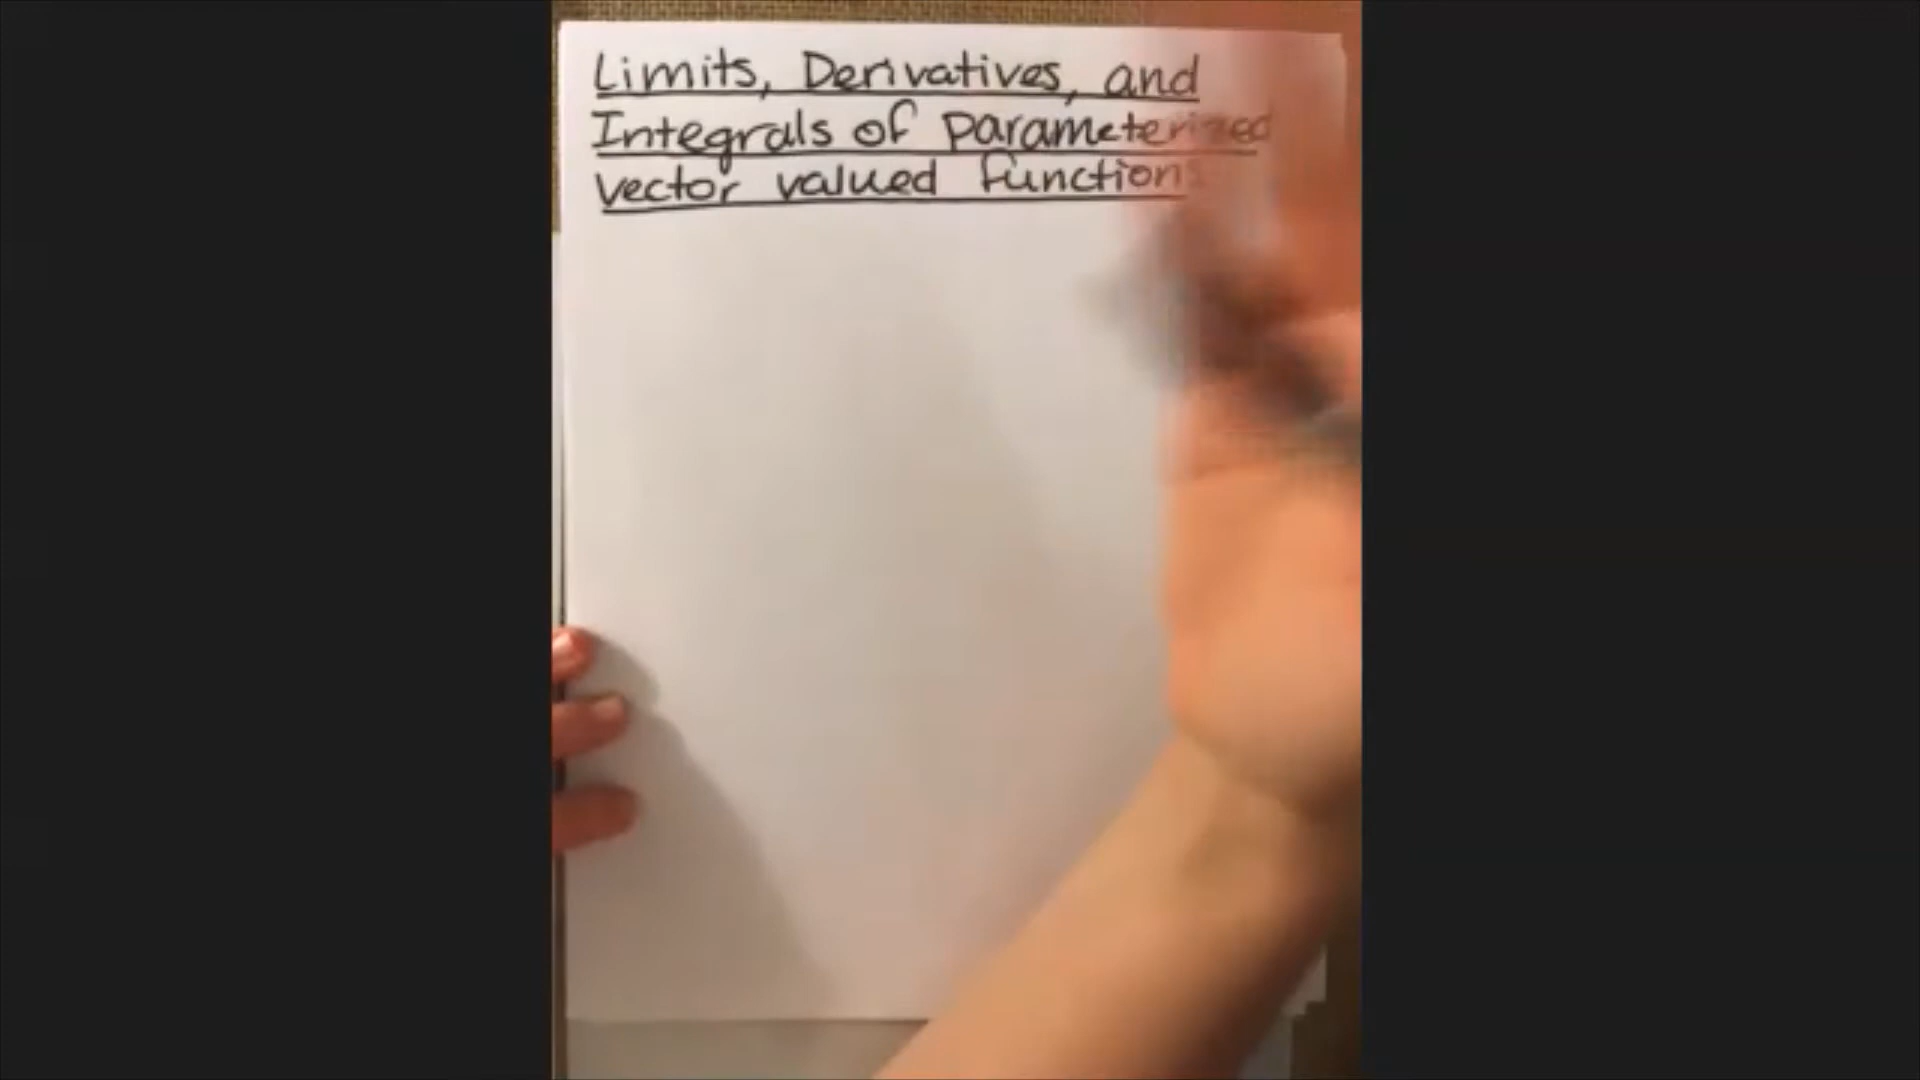 Limits, Derivatives, and
Integrals of parameterized
vector valued functions